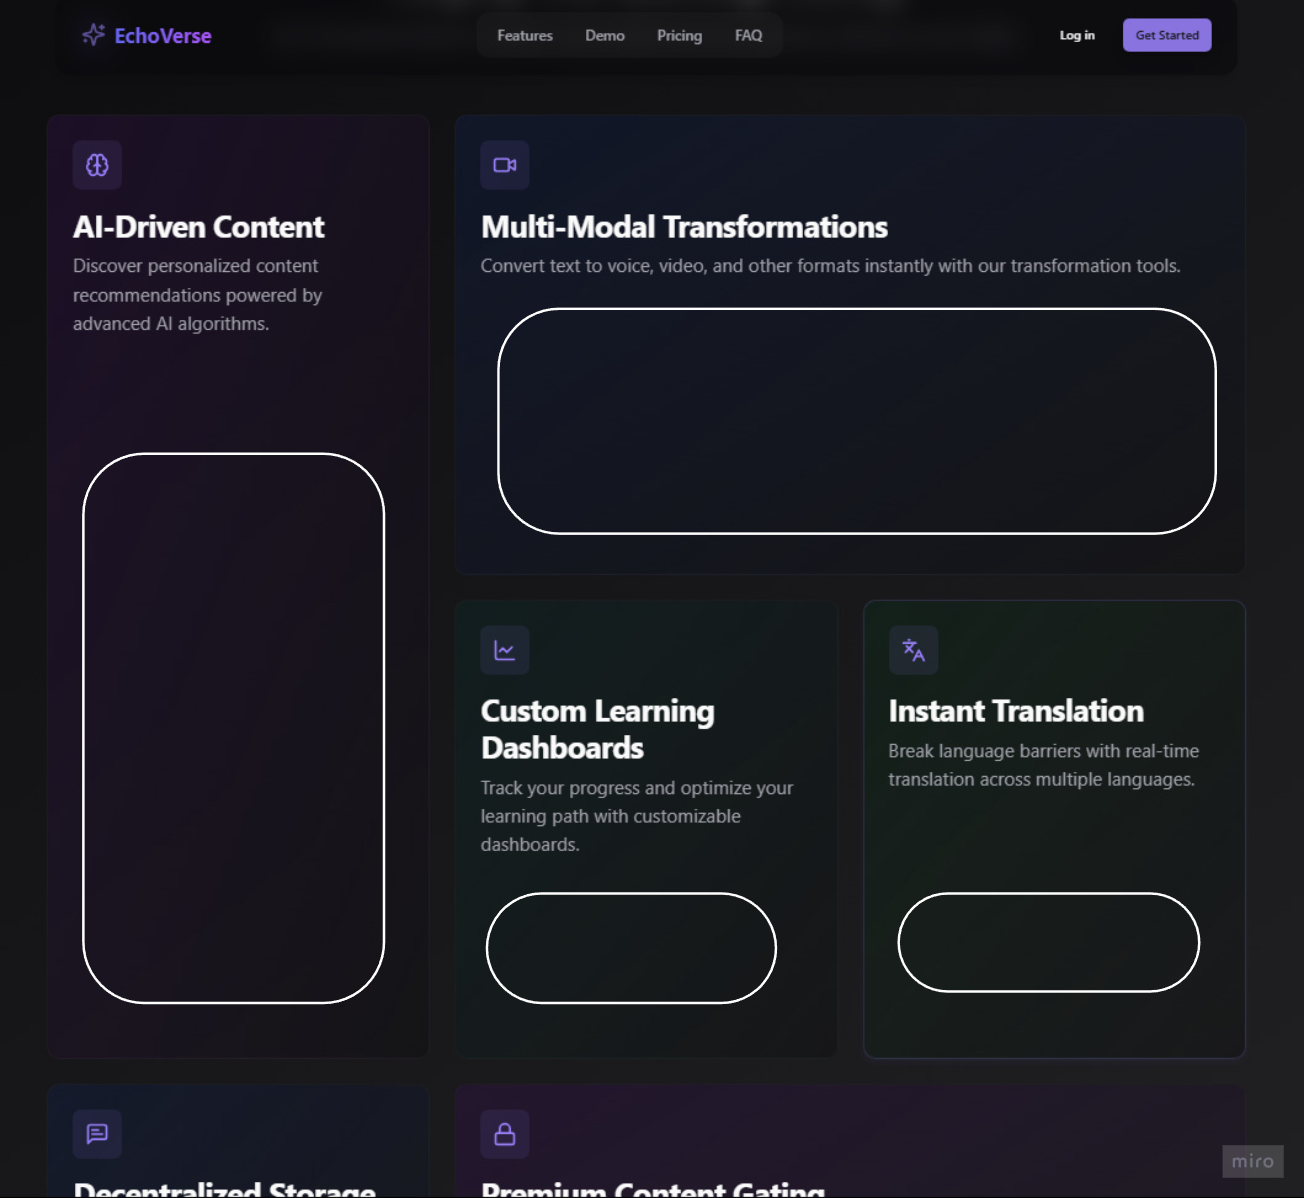 EchoVerse
Features
Demo
Pricing
FAQ
Log in
Get Started
AI-Driven Content
Discover personalized content
recommendations powered by
advanced AI algorithms.
Multi-Modal Transformations
Convert text to voice, video, and other formats instantly with our transformation tools.
Custom Learning
Dashboards
Track your progress and optimize your
learning path with customizable
dashboards.
Instant Translation
Break language barriers with real-time
translation across multiple languages.
Decentralized Storage
Premium Content Gating
miro